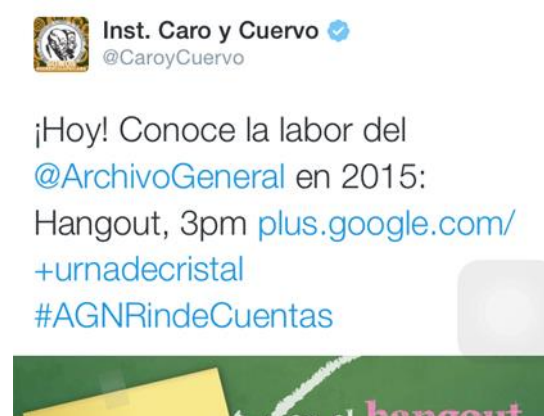 Inst. Caro y Cuervo
@CaroyCuervo
¡Hoy! Conoce la labor del
@ArchivoGeneral en 2015:
Hangout, 3pm plus.google.com/
+urnadecristal
#AGNRindeCuentas
hangout